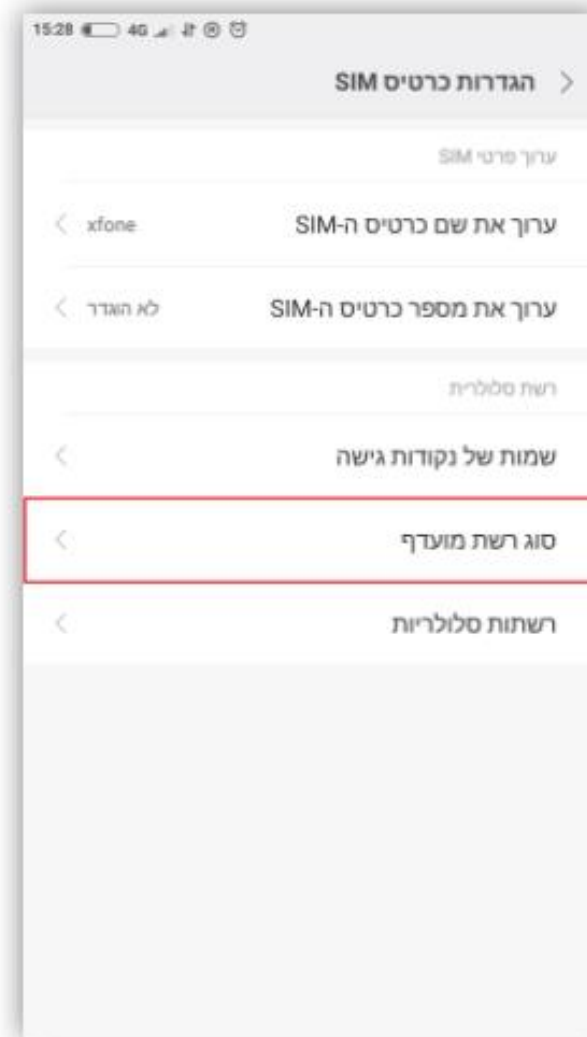 15:28 4G
הגדרות כרטיס SIM
ערוך פרטי SIM
ערוך את שם כרטיס ה-SIM xfone
ערוך את מספר כרטיס ה-SIM לא הוגדר
רשת סלולרית
שמות של נקודות גישה
סוג רשת מועדף
רשתות סלולריות